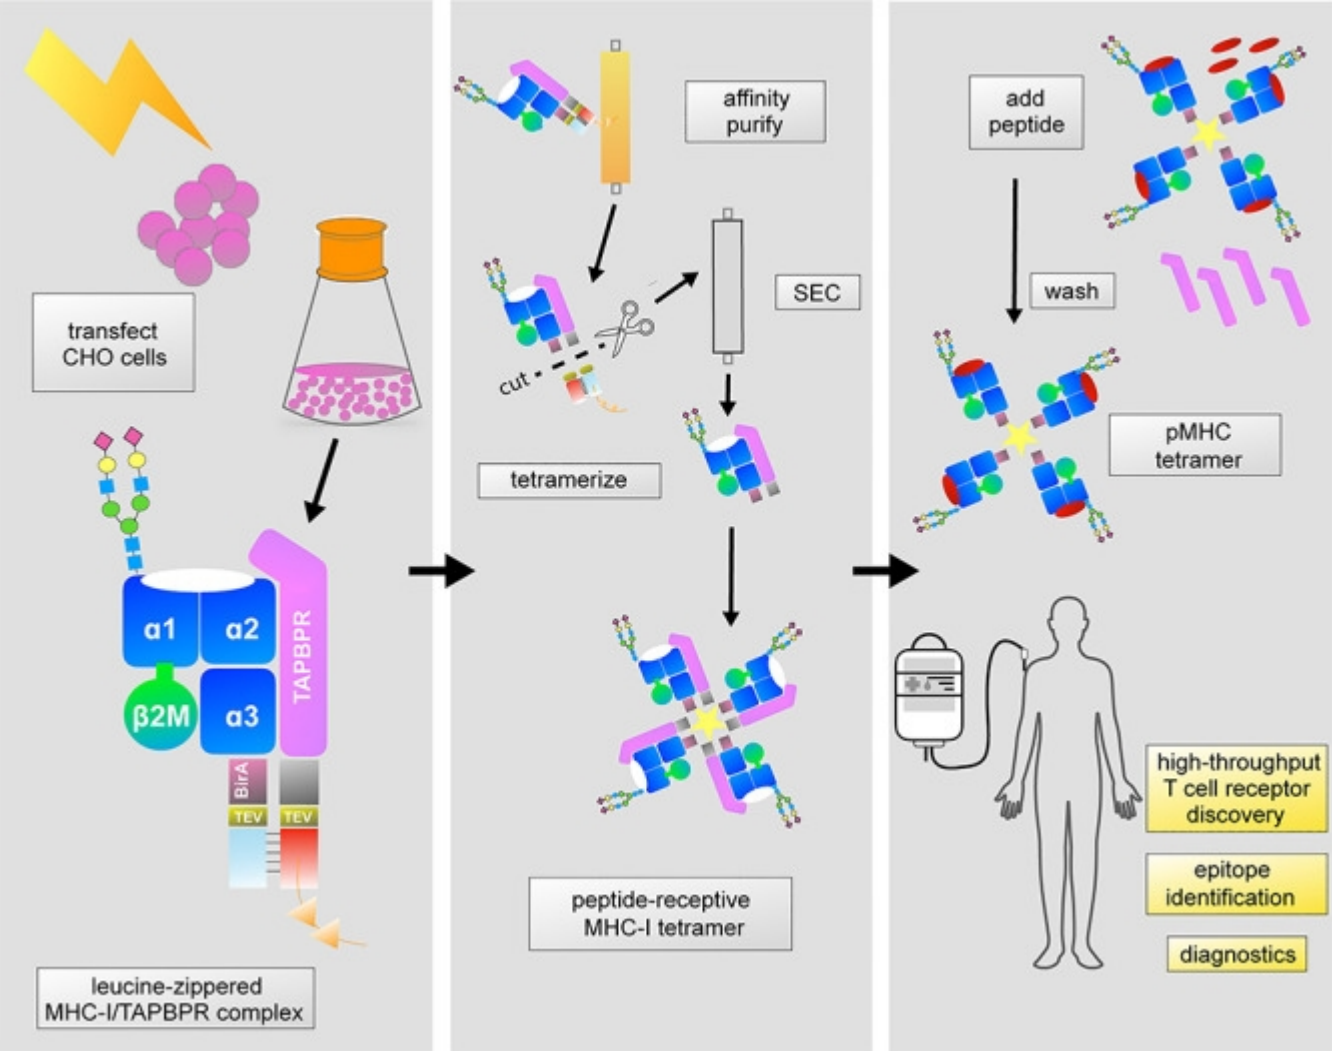 transfect
CHO cells
α1
α2
TAPBPR
β2M
α3
BirA
TEV
TEV
leucine-zippered
MHC-I/TAPBPR complex
affinity
purify
cut
SEC
tetramerize
peptide-receptive
MHC-I tetramer
add
peptide
wash
pMHC
tetramer
high-throughput
T cell receptor
discovery
epitope
identification
diagnostics